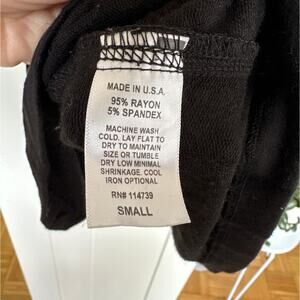 MADE IN U.S.A.
95% RAYON
5% SPANDEX
MACHINE WASH
COLD. LAY FLAT TO
DRY TO MAINTAIN
SIZE OR TUMBLE
DRY LOW MINIMAL
SHRINKAGE. COOL
IRON OPTIONAL
RN# 114739
SMALL